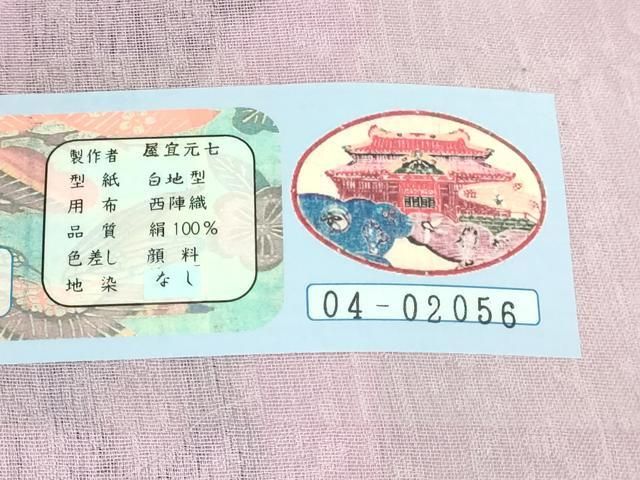 製作者 屋宜元七
型紙 白地型
用布 西陣織
品質 絹100%
色差し 顔料
地染 なし
04-02056